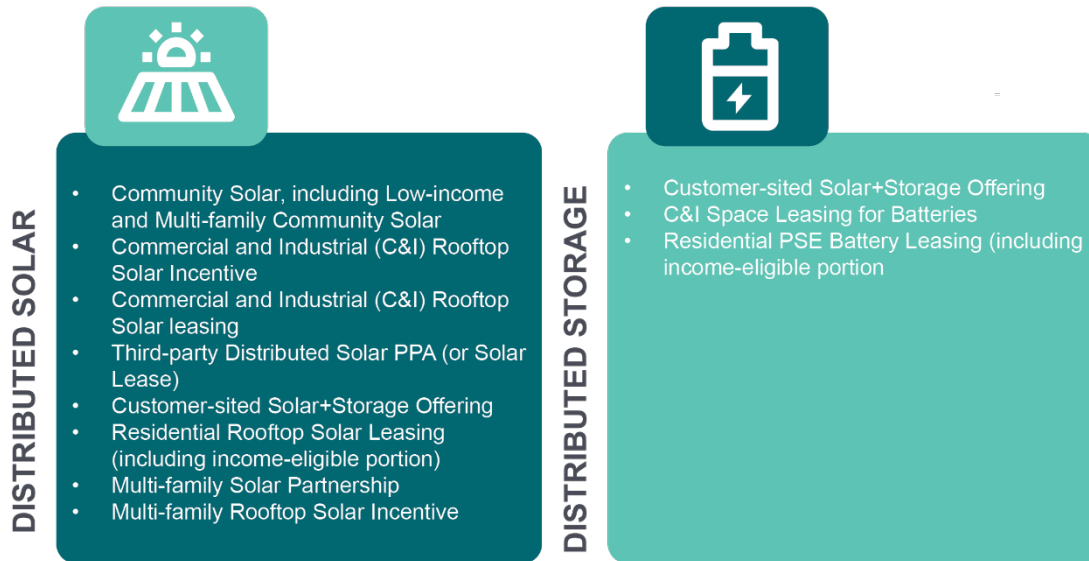 DISTRIBUTED SOLAR
• Community Solar, including Low-income
and Multi-family Community Solar
• Commercial and Industrial (C&I) Rooftop
Solar Incentive
• Commercial and Industrial (C&I) Rooftop
Solar leasing
• Third-party Distributed Solar PPA (or Solar
Lease)
• Customer-sited Solar+Storage Offering
• Residential Rooftop Solar Leasing
(including income-eligible portion)
• Multi-family Solar Partnership
• Multi-family Rooftop Solar Incentive
DISTRIBUTED STORAGE
• Customer-sited Solar+Storage Offering
• C&I Space Leasing for Batteries
• Residential PSE Battery Leasing (including
income-eligible portion
=